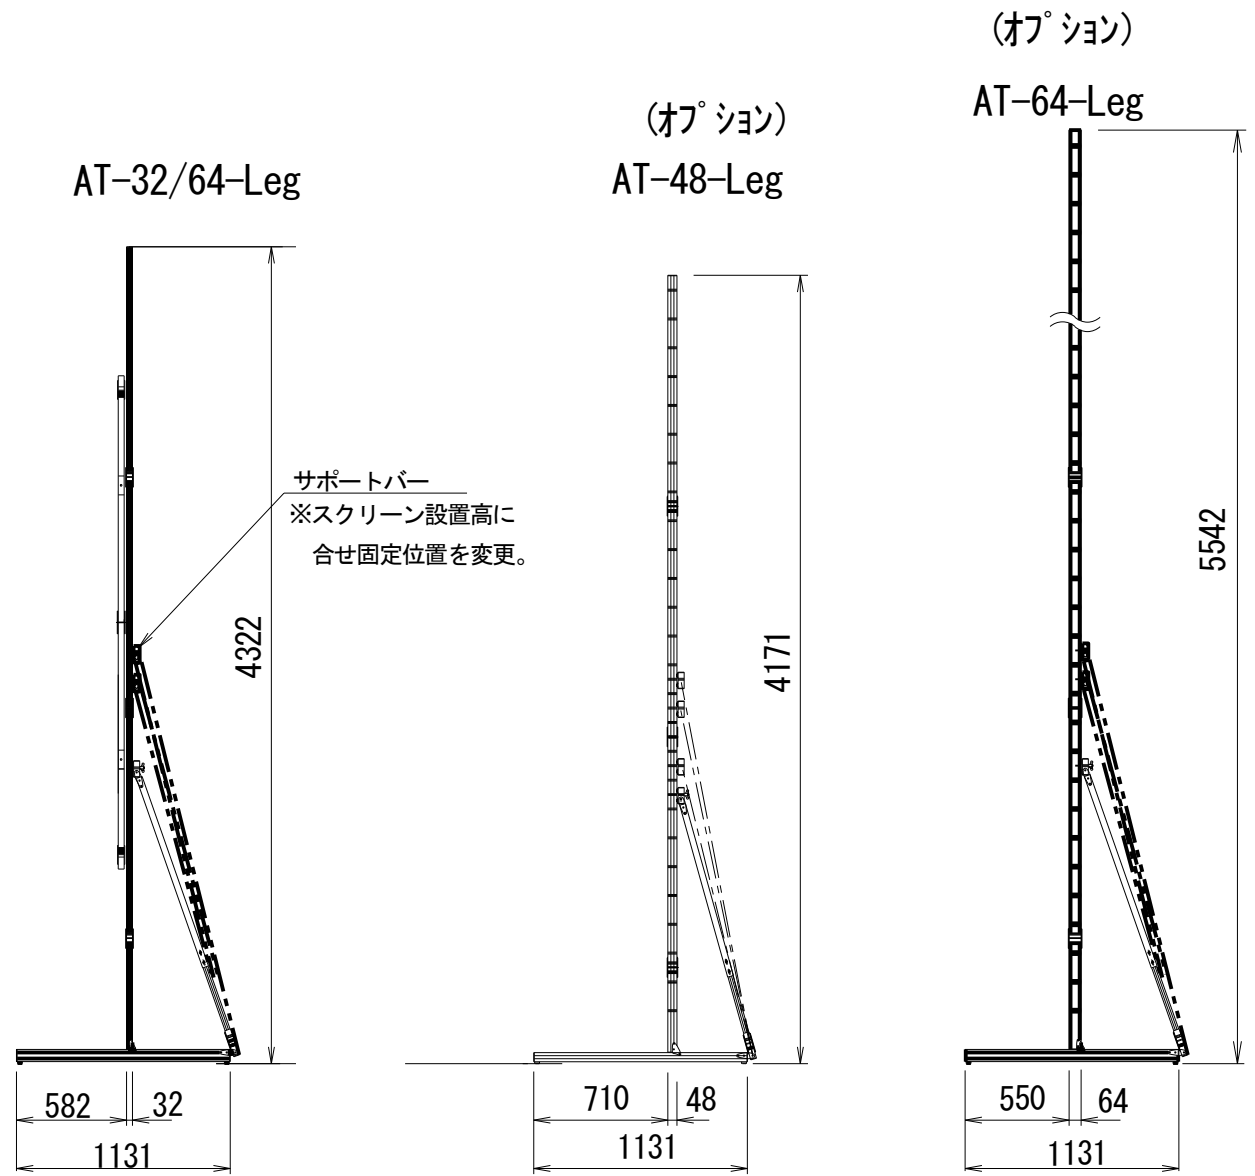 (オプション)
AT-64-Leg
(オプション)
AT-48-Leg
AT-32/64-Leg
サポートバー
※スクリーン設置高に
合せ固定位置を変更。
4322
4171
5542
582
32
1131
710
48
1131
550
64
1131